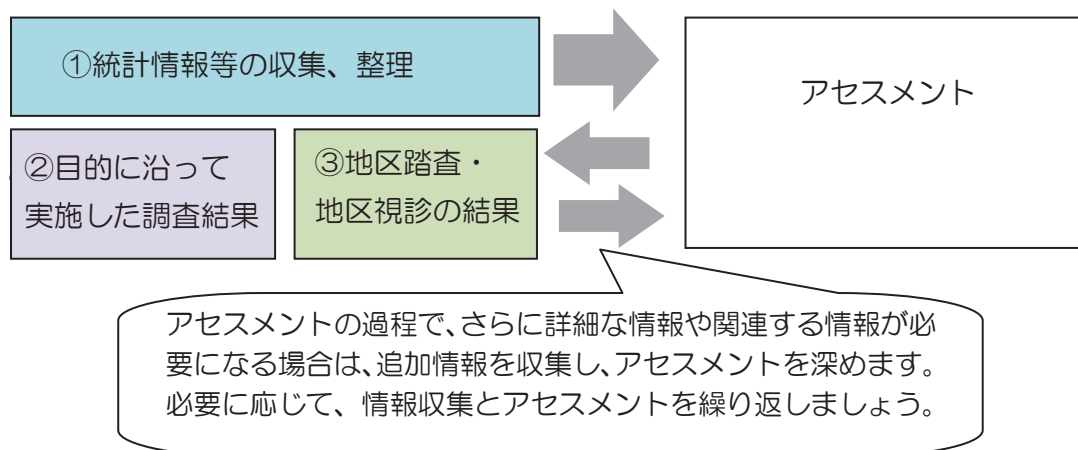 ①統計情報等の収集、整理
アセスメント
②目的に沿って
実施した調査結果
③地区踏査・
地区視診の結果
アセスメントの過程で、さらに詳細な情報や関連する情報が必
要になる場合は、追加情報を収集し、アセスメントを深めます。
必要に応じて、情報収集とアセスメントを繰り返しましょう。